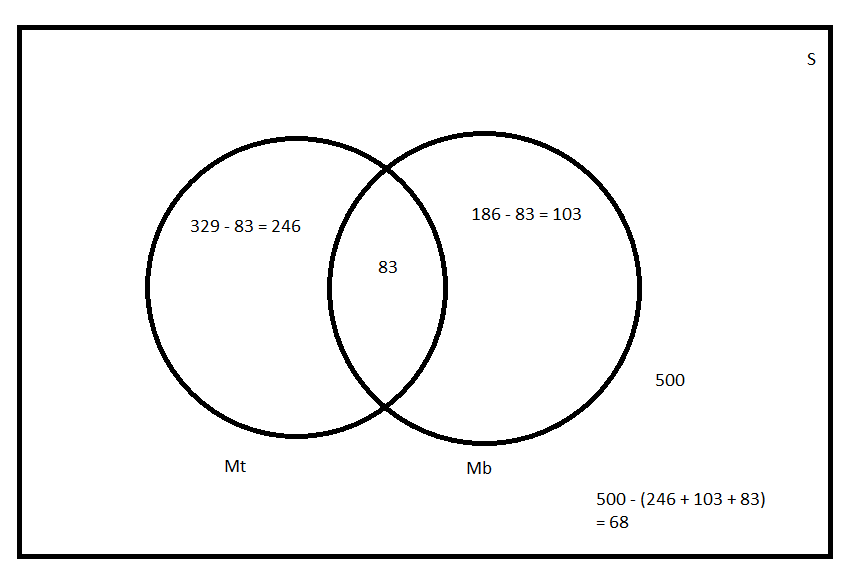 S
186 - 83 = 103
329 - 83 = 246
83
500
Mt
Mb
500 - (246 + 103 + 83)
= 68